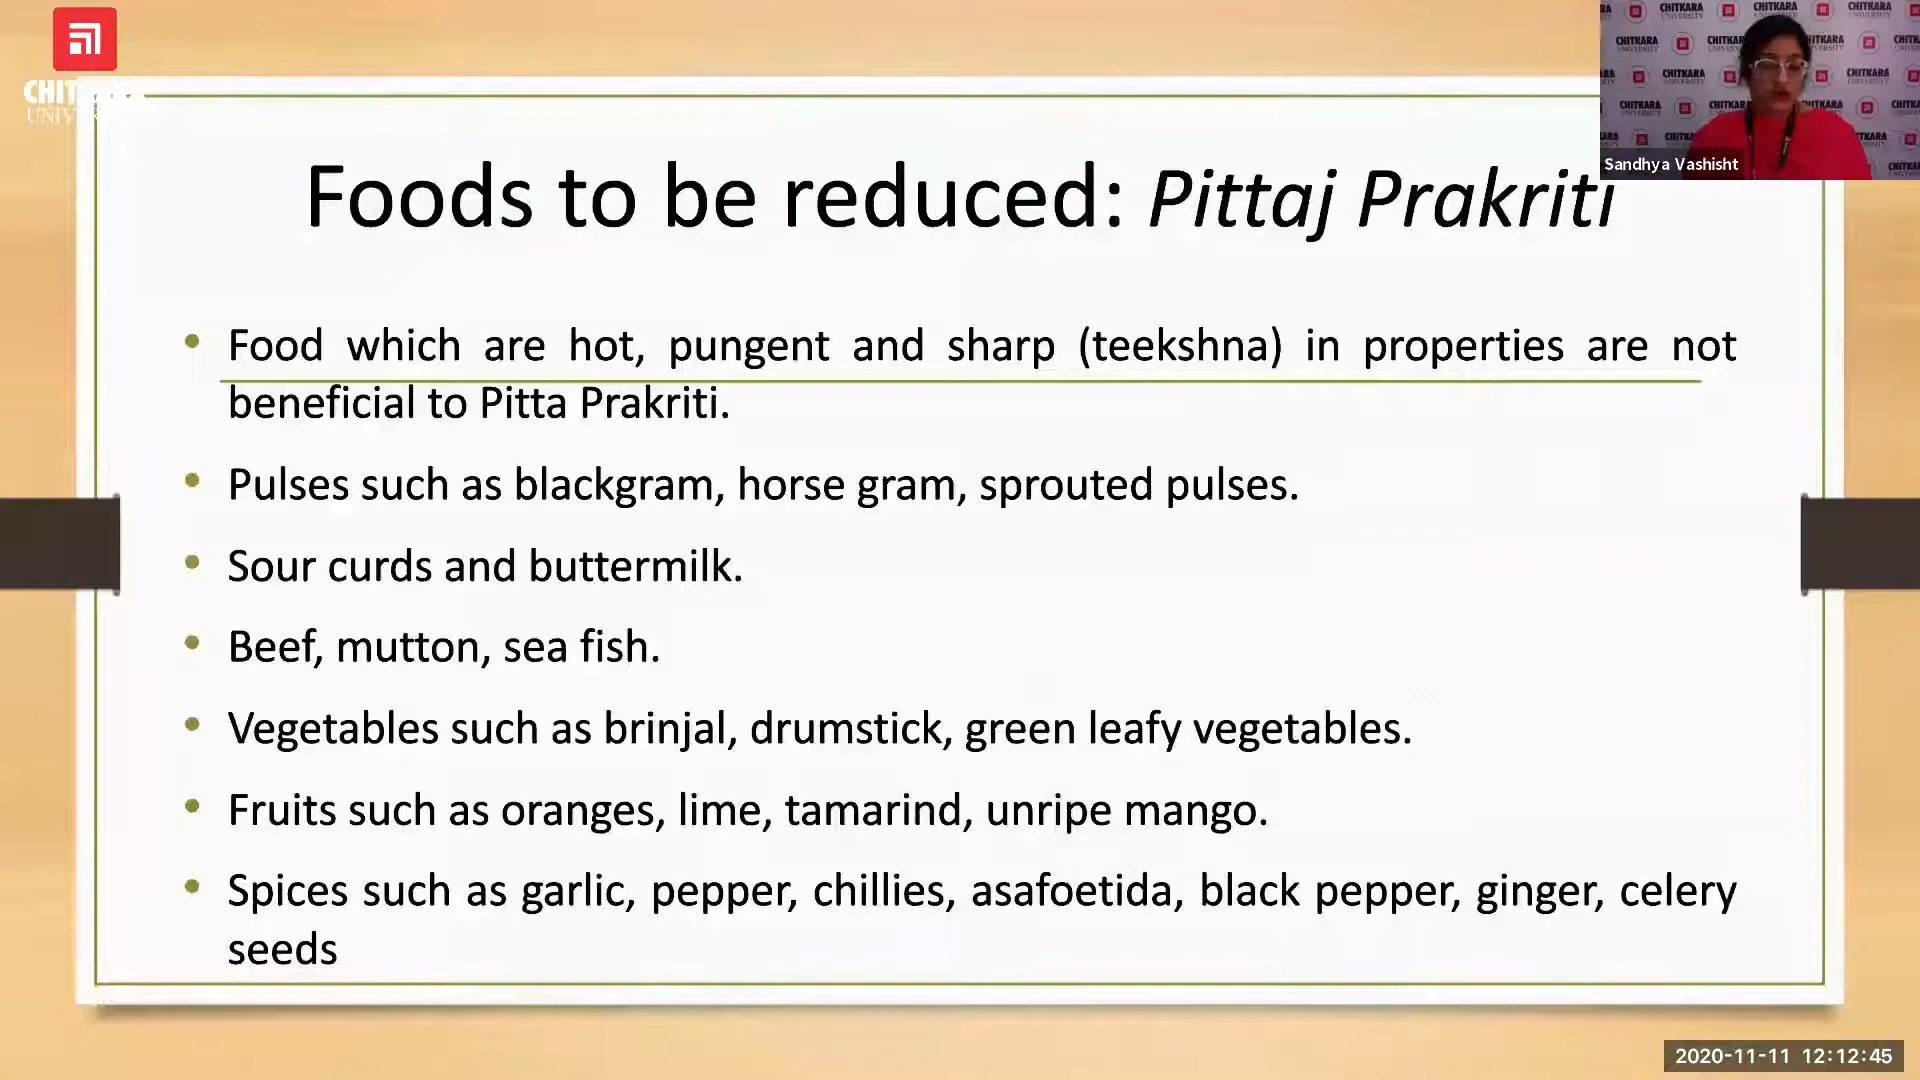 CHITKARA
UNIVERSITY
Sandhya Vashisht
Foods to be reduced: Pittaj Prakriti
• Food which are hot, pungent and sharp (teekshna) in properties are not
beneficial to Pitta Prakriti.
• Pulses such as blackgram, horse gram, sprouted pulses.
• Sour curds and buttermilk.
• Beef, mutton, sea fish.
• Vegetables such as brinjal, drumstick, green leafy vegetables.
• Fruits such as oranges, lime, tamarind, unripe mango.
• Spices such as garlic, pepper, chillies, asafoetida, black pepper, ginger, celery
seeds
2020-11-11 12:12:45